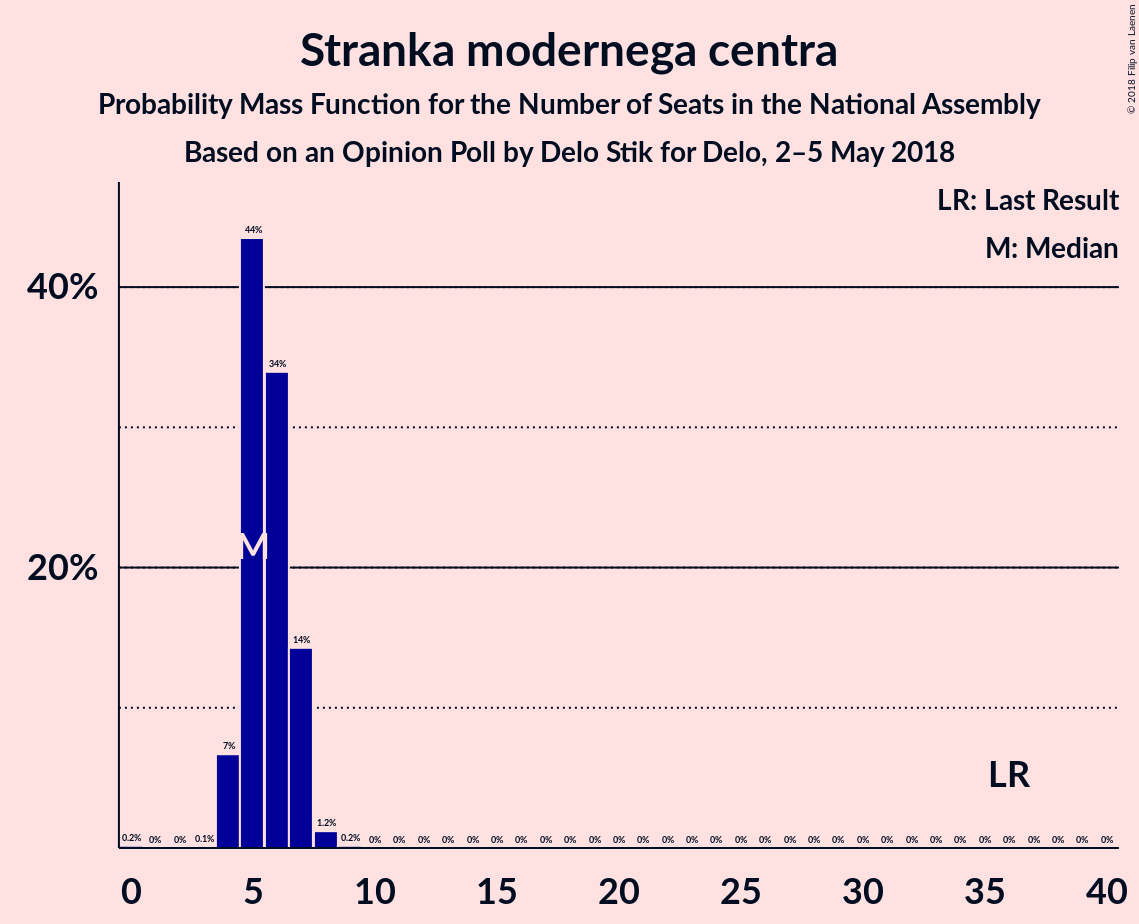 Stranka modernega centra
Probability Mass Function for the Number of Seats in the National Assembly
Based on an Opinion Poll by Delo Stik for Delo, 2–5 May 2018
© 2018 Filip van Laenen
LR: Last Result
M: Median
44%
40%
34%
M
20%
14%
7%
LR
1.2%
0.2% 0% 0% 0.1% 0.2% 0% 0% 0% 0% 0% 0% 0% 0% 0% 0% 0% 0% 0% 0% 0% 0% 0% 0% 0% 0% 0% 0% 0% 0% 0% 0% 0% 0% 0% 0% 0%
0 5 10 15 20 25 30 35 40